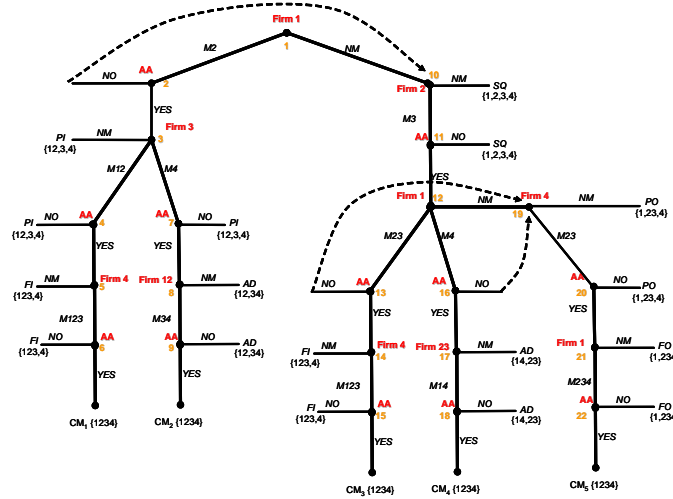 Firm 1
M2
NM
1
AA
NO
2
10
NM
SQ
Firm 2
{1,2,3,4}
YES
M3
Firm 3
PI
NM
3
{12,3,4}
AA
11
NO
SQ
{1,2,3,4}
M12
M4
YES
Firm 1
12
NM
Firm 4
19
NM
PO
{1,23,4}
PI
NO
AA
4
{12,3,4}
AA
7
NO
PI
{12,3,4}
YES
YES
M23
M4
M23
FI
NM
Firm 4
5
{123,4}
Firm 12
8
NM
AD
{12,34}
NO
AA
13
AA
16
NO
AA
20
NO
PO
{1,23,4}
YES
YES
YES
M123
M34
FI
NO
AA
6
{123,4}
AA
9
NO
AD
{12,34}
FI
NM
Firm 4
14
{123,4}
Firm 23
17
NM
AD
{14,23}
Firm 1
21
NM
FO
{1,234}
YES
YES
M123
M14
M234
FI
NO
AA
15
{123,4}
AA
18
NO
AD
{14,23}
AA
22
NO
FO
{1,234}
CM1 {1234}
CM2 {1234}
YES
YES
YES
CM3 {1234}
CM4 {1234}
CM5 {1234}